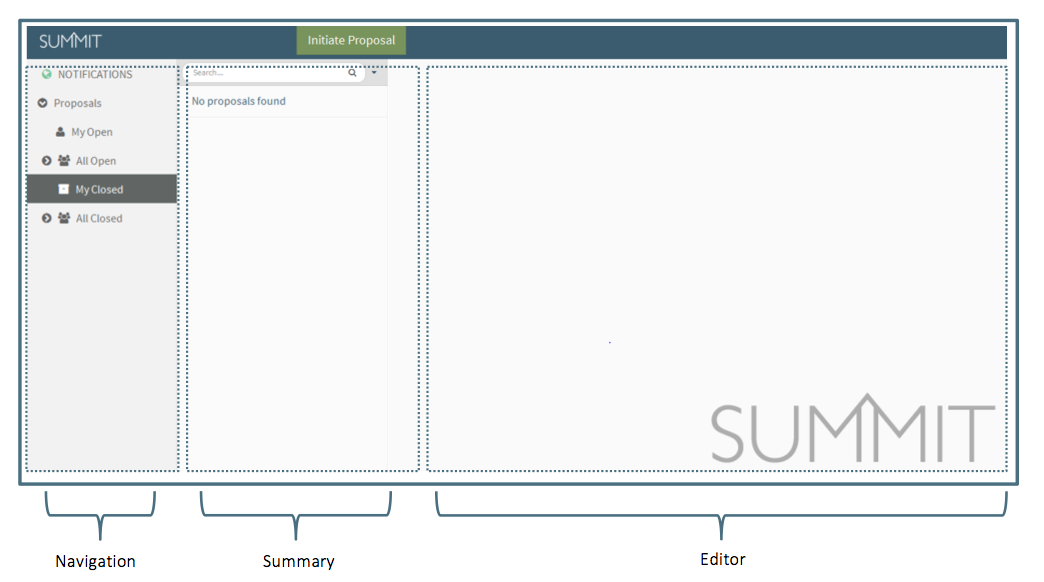 SUMMIT
Initiate Proposal
NOTIFICATIONS
Search...
Proposals
No proposals found
My Open
All Open
My Closed
All Closed
SUMMIT
Navigation
Summary
Editor